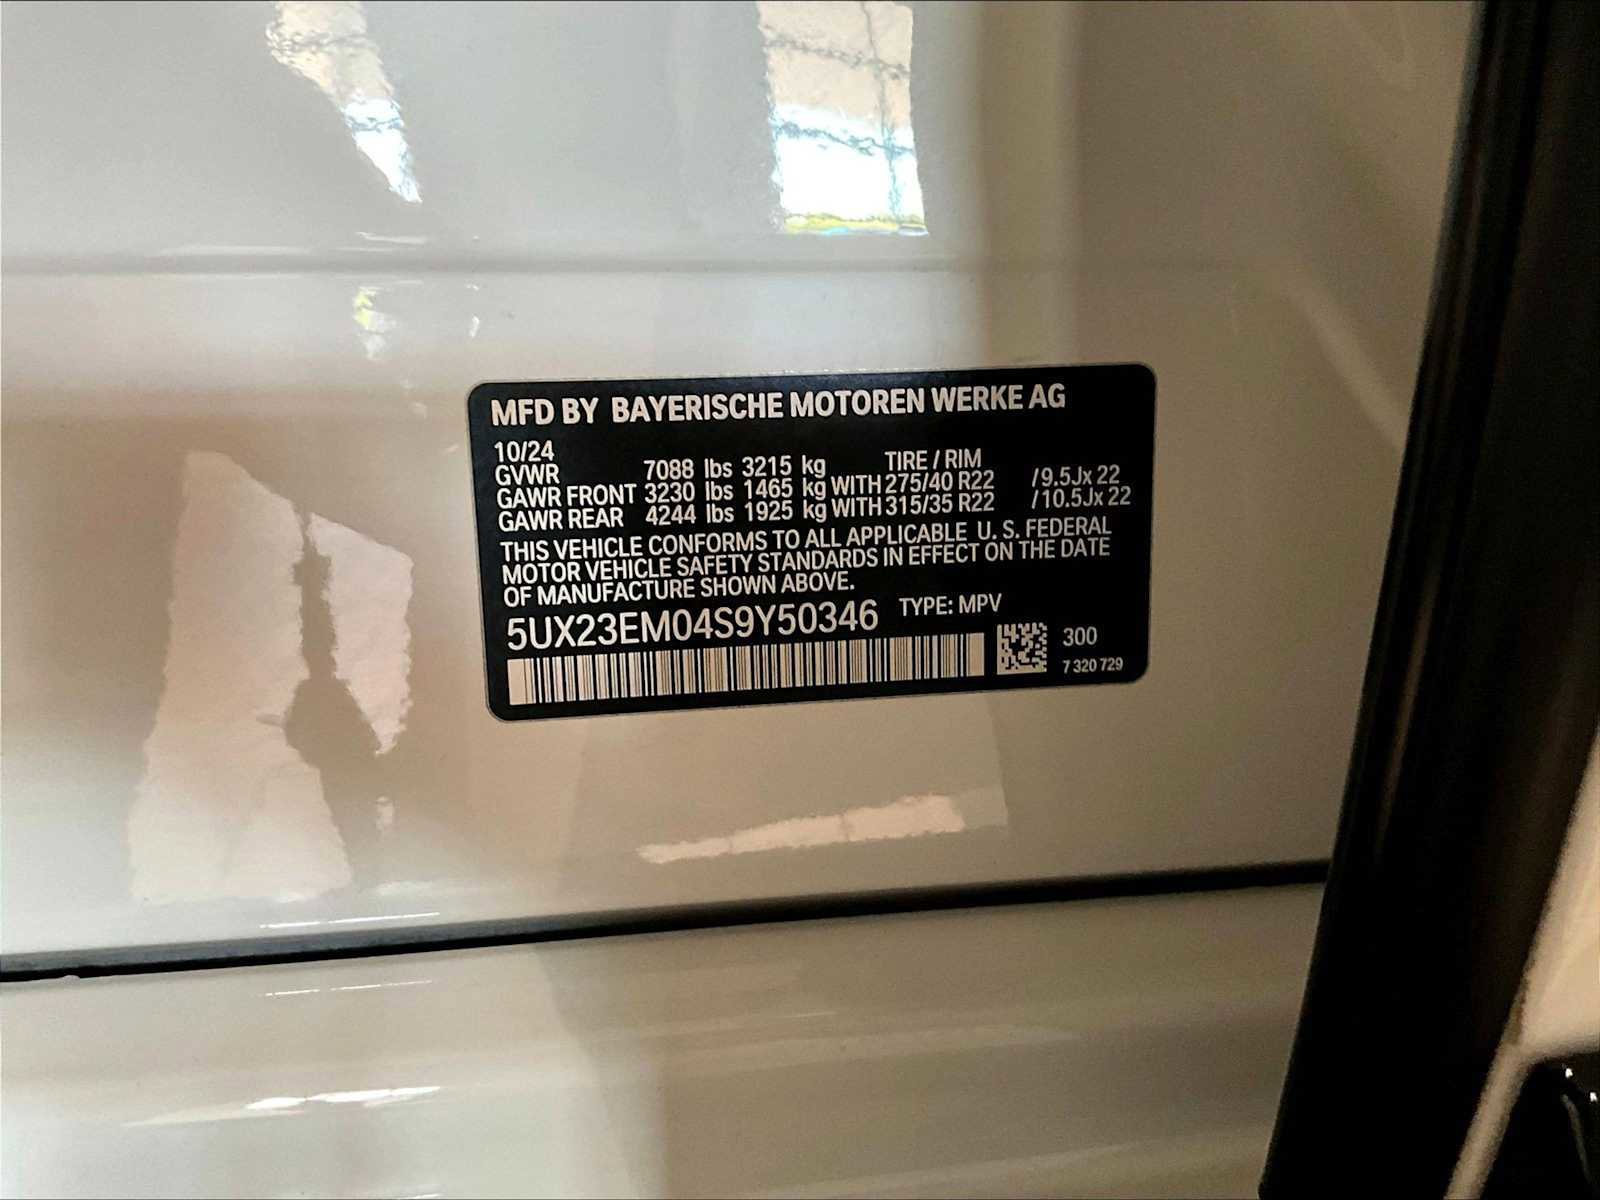 MFD BY BAYERISCHE MOTOREN WERKE AG
10/24
GVWR 7088 lbs 3215 kg TIRE / RIM
GAWR FRONT 3230 lbs 1465 kg WITH 275/40 R22 /9.5Jx 22
GAWR REAR 4244 lbs 1925 kg WITH 315/35 R22 /10.5Jx 22
THIS VEHICLE CONFORMS TO ALL APPLICABLE U. S. FEDERAL
MOTOR VEHICLE SAFETY STANDARDS IN EFFECT ON THE DATE
OF MANUFACTURE SHOWN ABOVE.
5UX23EM04S9Y50346 TYPE: MPV
300
7 320 729